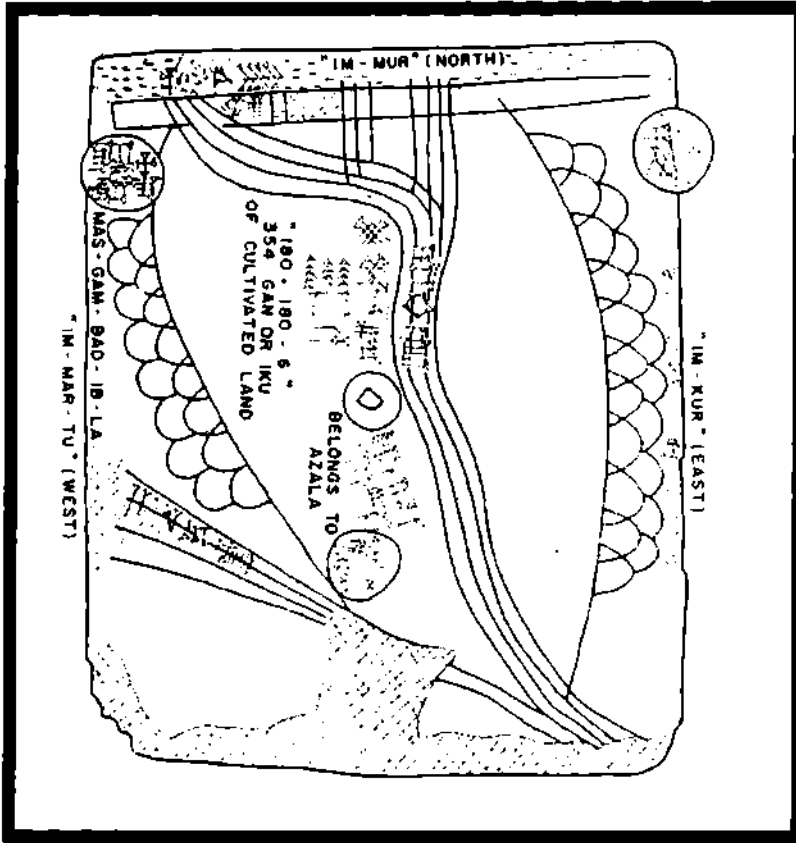 "IM - MUR" (NORTH)
"180 - 180 - 6"
354 GAN OR IKU
OF CULTIVATED LAND
BELONGS TO
AZALA
MAS - GAM - BAD - IB - LA
"IM - MAR - TU" (WEST)
"IM - KUR" (EAST)